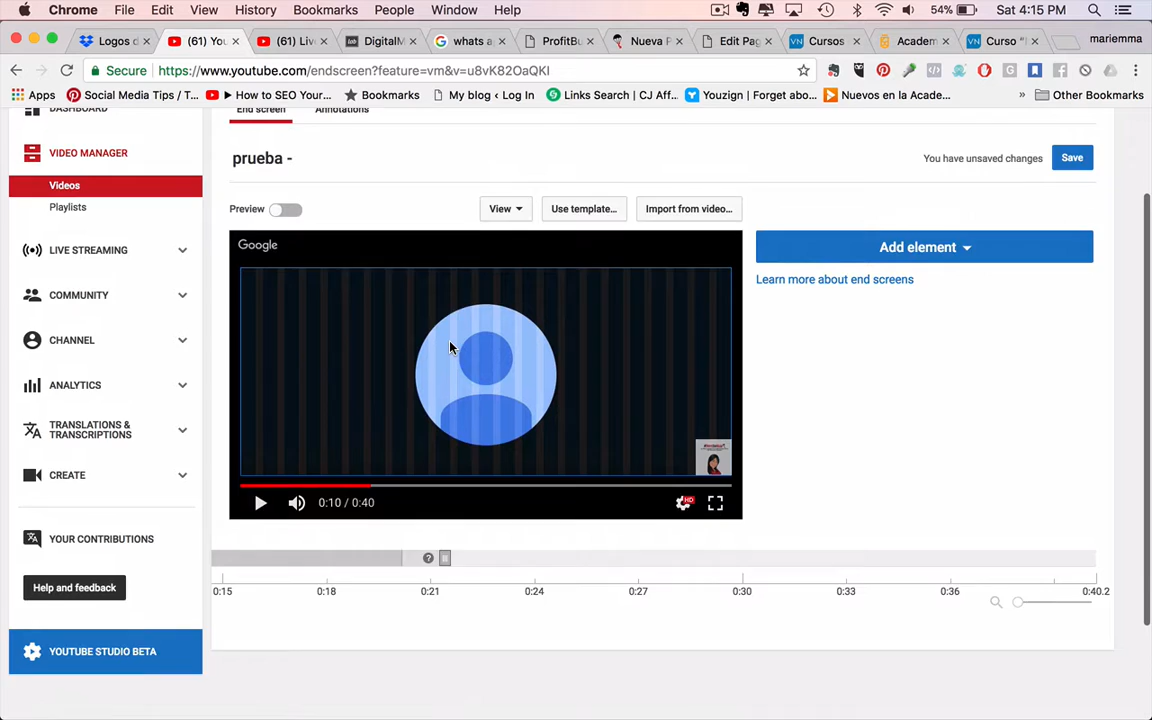 Chrome File Edit View History Bookmarks People Window Help 54% Sat 4:15 PM
Logos d (61) You (61) Live DigitalM whats a ProfitBu Nueva P Edit Pag Cursos Academ Curso "I mariemma
Secure https://www.youtube.com/endscreen?feature=vm&v=u8vK82OaQKI
Apps Social Media Tips / T... How to SEO Your... Bookmarks My blog ‹ Log In Links Search | CJ Aff... Youzign | Forget abo... Nuevos en la Acade... » Other Bookmarks
DASHBOARD
End screen Annotations
VIDEO MANAGER
prueba -
You have unsaved changes Save
Videos
Playlists
Preview View Use template... Import from video...
Google
Add element
LIVE STREAMING
Learn more about end screens
COMMUNITY
CHANNEL
ANALYTICS
TRANSLATIONS &
TRANSCRIPTIONS
CREATE
0:10 / 0:40 HD
YOUR CONTRIBUTIONS
?
Help and feedback
0:15 0:18 0:21 0:24 0:27 0:30 0:33 0:36 0:40.2
YOUTUBE STUDIO BETA